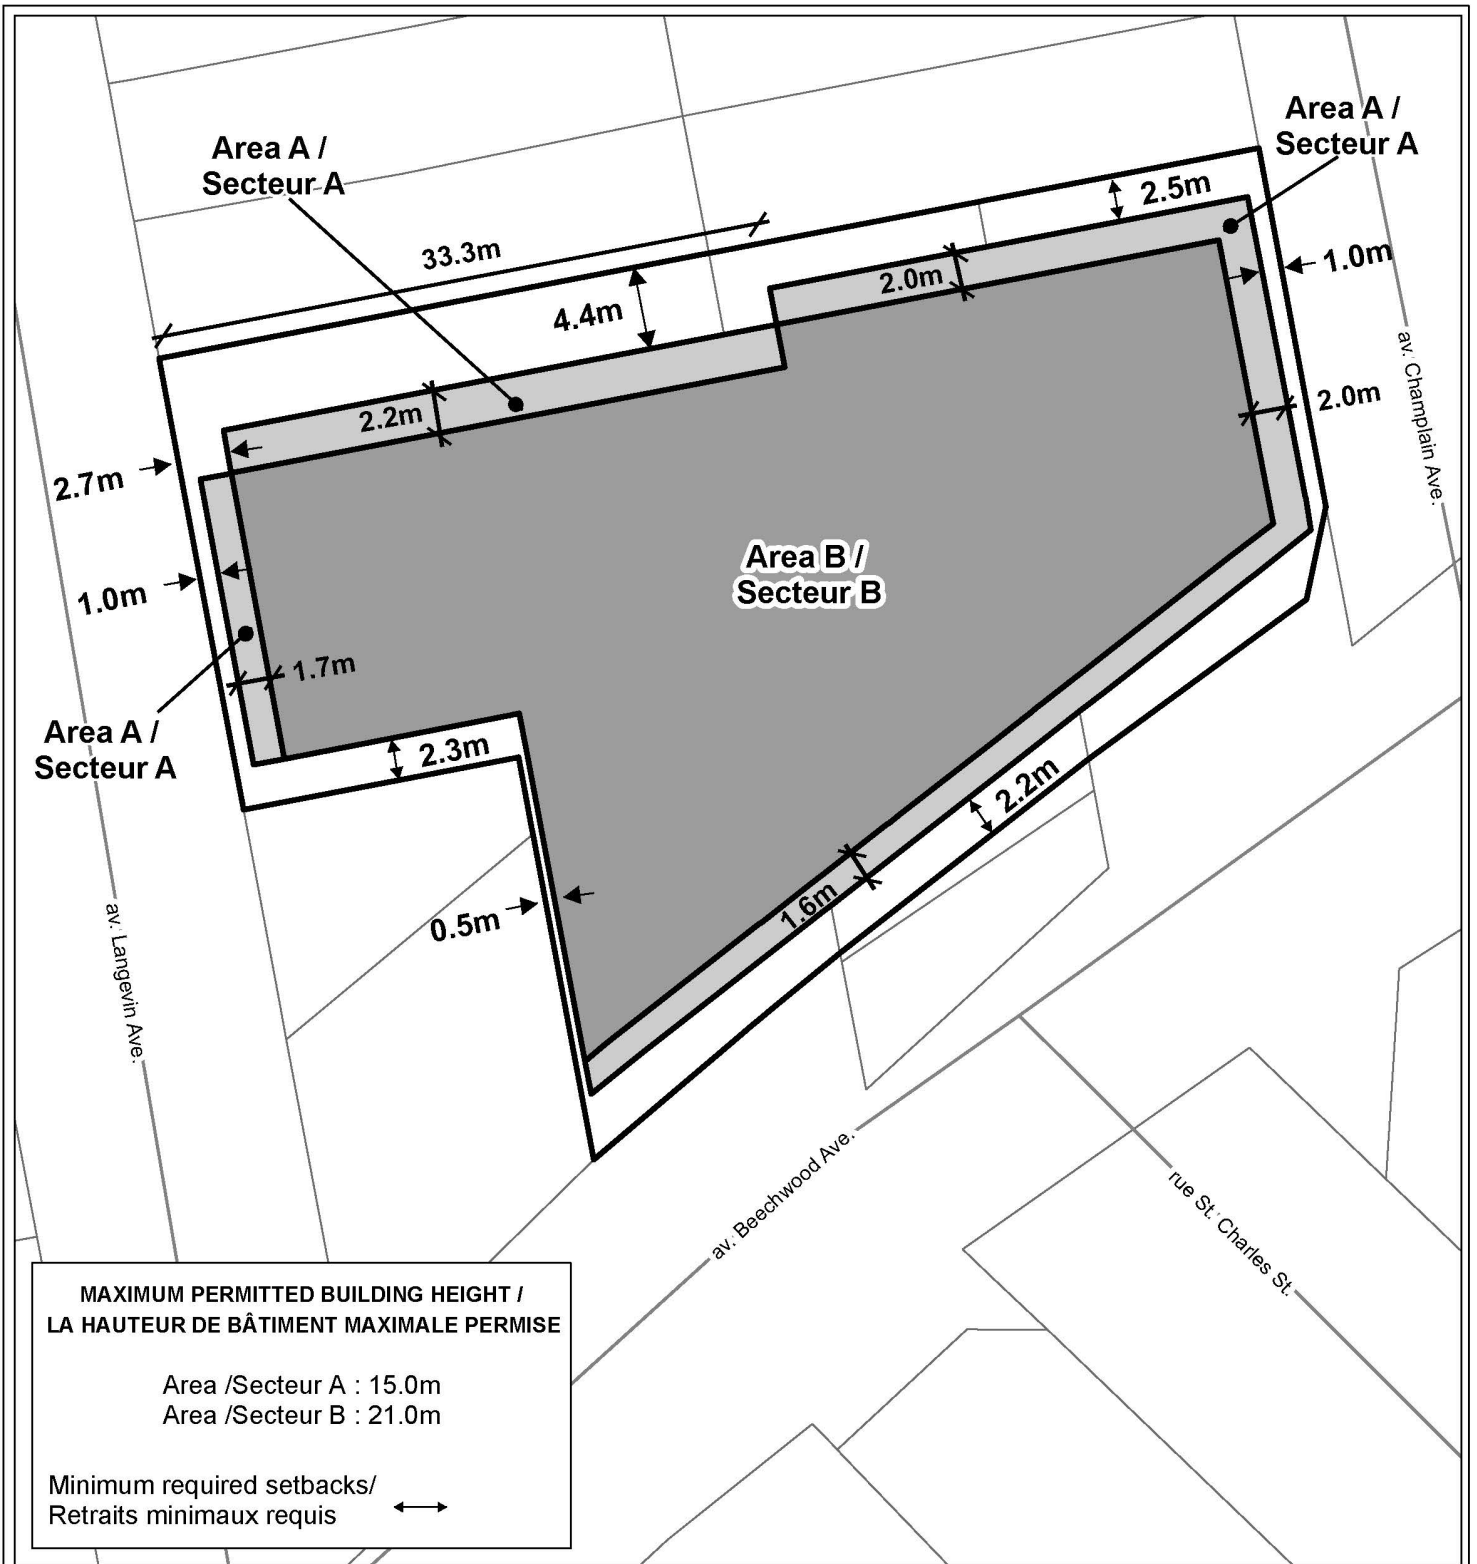 Area A /
Secteur A
Area A /
Secteur A
2.5m
33.3m
1.0m
2.0m
4.4m
2.0m
2.2m
2.7m
av. Champlain Ave.
Area B /
Secteur B
1.0m
1.7m
Area A /
Secteur A
2.3m
2.2m
1.6m
0.5m
av. Langevin Ave.
av. Beechwood Ave.
rue St. Charles St.
MAXIMUM PERMITTED BUILDING HEIGHT /
LA HAUTEUR DE BÂTIMENT MAXIMALE PERMISE
Area /Secteur A : 15.0m
Area /Secteur B : 21.0m
Minimum required setbacks/
Retraits minimaux requis